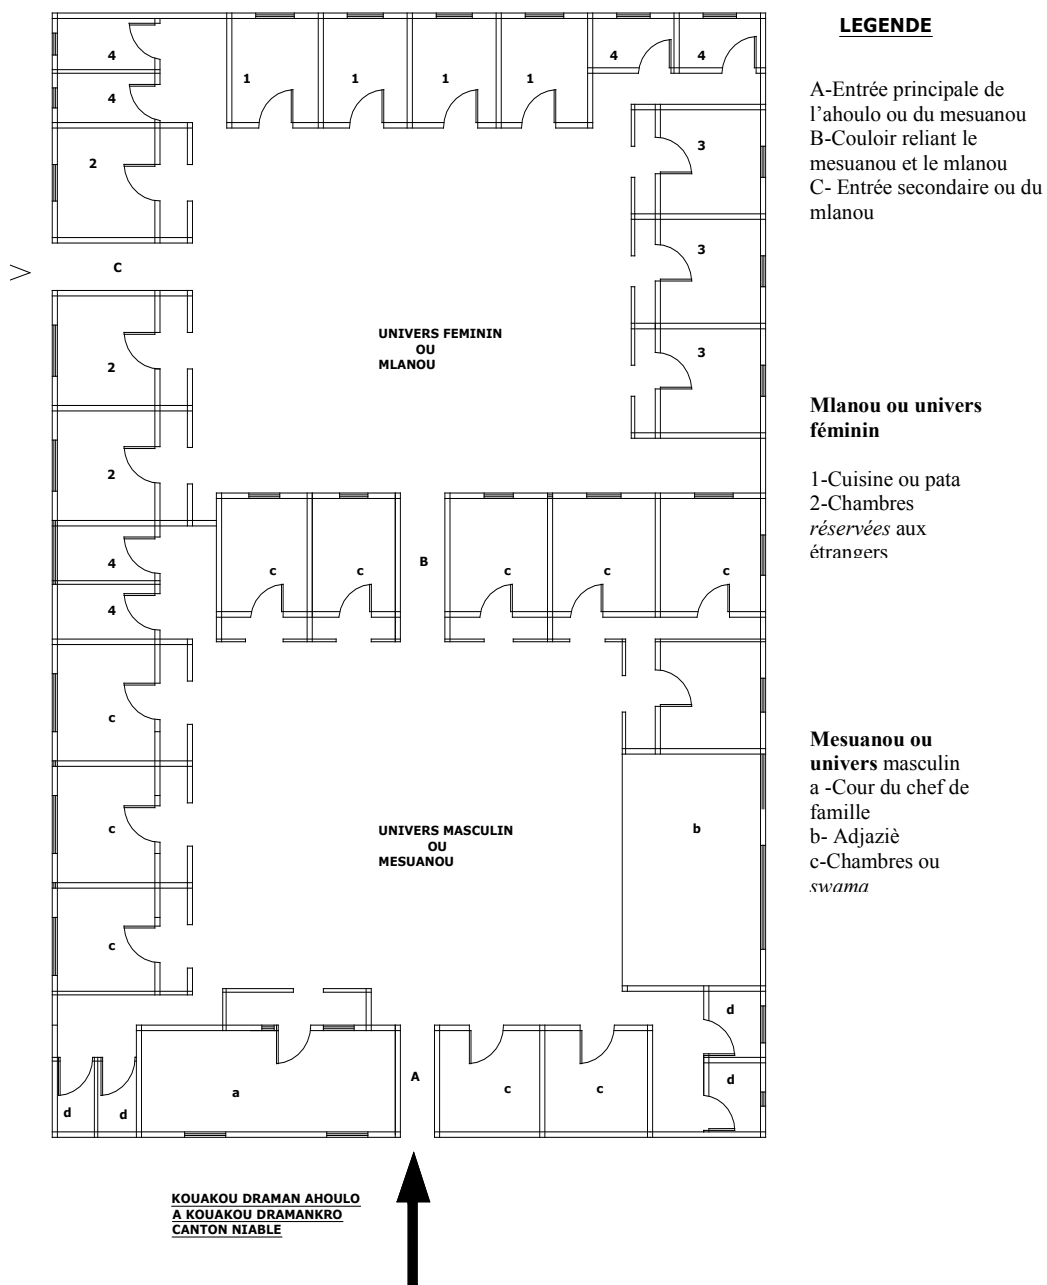 LEGENDE
A-Entrée principale de
l’ahoulo ou du mesuanou
B-Couloir reliant le
mesuanou et le mlanou
C- Entrée secondaire ou du
mlanou
Mlanou ou univers
féminin
1-Cuisine ou pata
2-Chambres
réservées aux
étrangers
Mesuanou ou
univers masculin
a -Cour du chef de
famille
b- Adjaziè
c-Chambres ou
swama
4
1
1
1
1
4
4
4
2
3
3
3
C
UNIVERS FEMININ
OU
MLANOU
2
2
4
4
c
c
B
c
c
c
c
c
c
UNIVERS MASCULIN
OU
MESUANOU
b
d
d
a
A
c
c
d
d
KOUAKOU DRAMAN AHOULO
A KOUAKOU DRAMANKRO
CANTON NIABLE